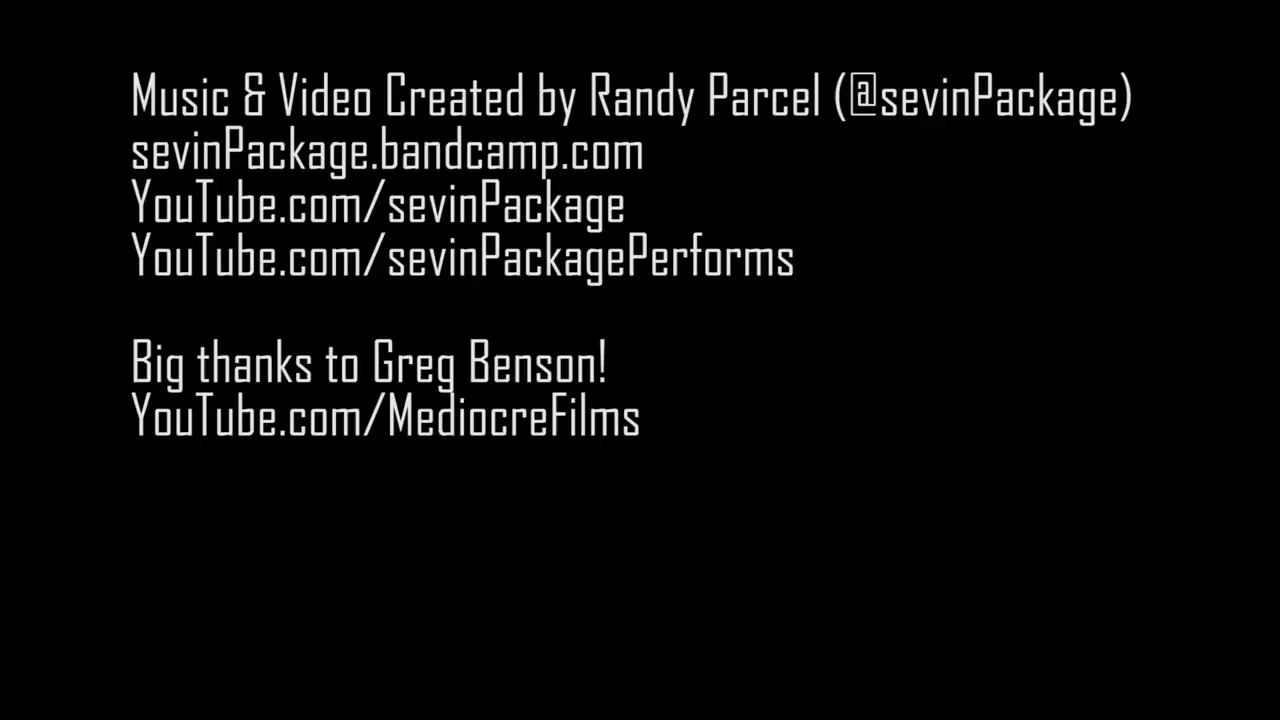 Music & Video Created by Randy Parcel (@sevinPackage)
sevinPackage.bandcamp.com
YouTube.com/sevinPackage
YouTube.com/sevinPackagePerforms
Big thanks to Greg Benson!
YouTube.com/MediocreFilms